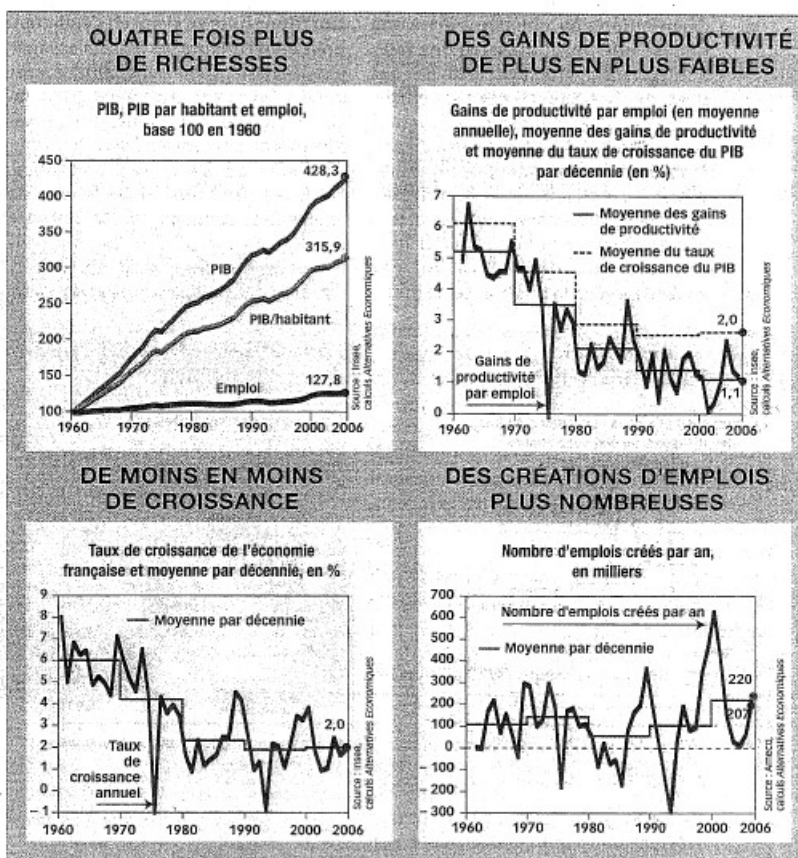 QUATRE FOIS PLUS
DE RICHESSES
PIB, PIB par habitant et emploi,
base 100 en 1960
450
400
350
300
250
200
150
100
428,3
315,9
127,8
PIB
PIB/habitant
Emploi
1960
1970
1980
1990
2000
2006
Source : Insee,
calculs Alternatives Economiques
DES GAINS DE PRODUCTIVITÉ
DE PLUS EN PLUS FAIBLES
Gains de productivité par emploi (en moyenne
annuelle), moyenne des gains de productivité
et moyenne du taux de croissance du PIB
par décennie (en %)
7
6
5
4
3
2
1
0
Moyenne des gains
de productivité
Moyenne du taux
de croissance du PIB
2,0
1,1
Gains de
productivité
par emploi
1960
1970
1980
1990
2000
2006
Source : Insee,
calculs Alternatives Economiques
DE MOINS EN MOINS
DE CROISSANCE
Taux de croissance de l'économie
française et moyenne par décennie, en %
9
8
7
6
5
4
3
2
1
0
– 1
Moyenne par décennie
2,0
Taux
de
croissance
annuel
1960
1970
1980
1990
2000
2006
Source : Insee,
calculs Alternatives Economiques
DES CRÉATIONS D'EMPLOIS
PLUS NOMBREUSES
Nombre d'emplois créés par an,
en milliers
700
600
500
400
300
200
100
0
– 100
– 200
– 300
Nombre d'emplois créés par an
Moyenne par décennie
220
207
1960
1970
1980
1990
2000
2006
Source : Ameco,
calculs Alternatives Economiques